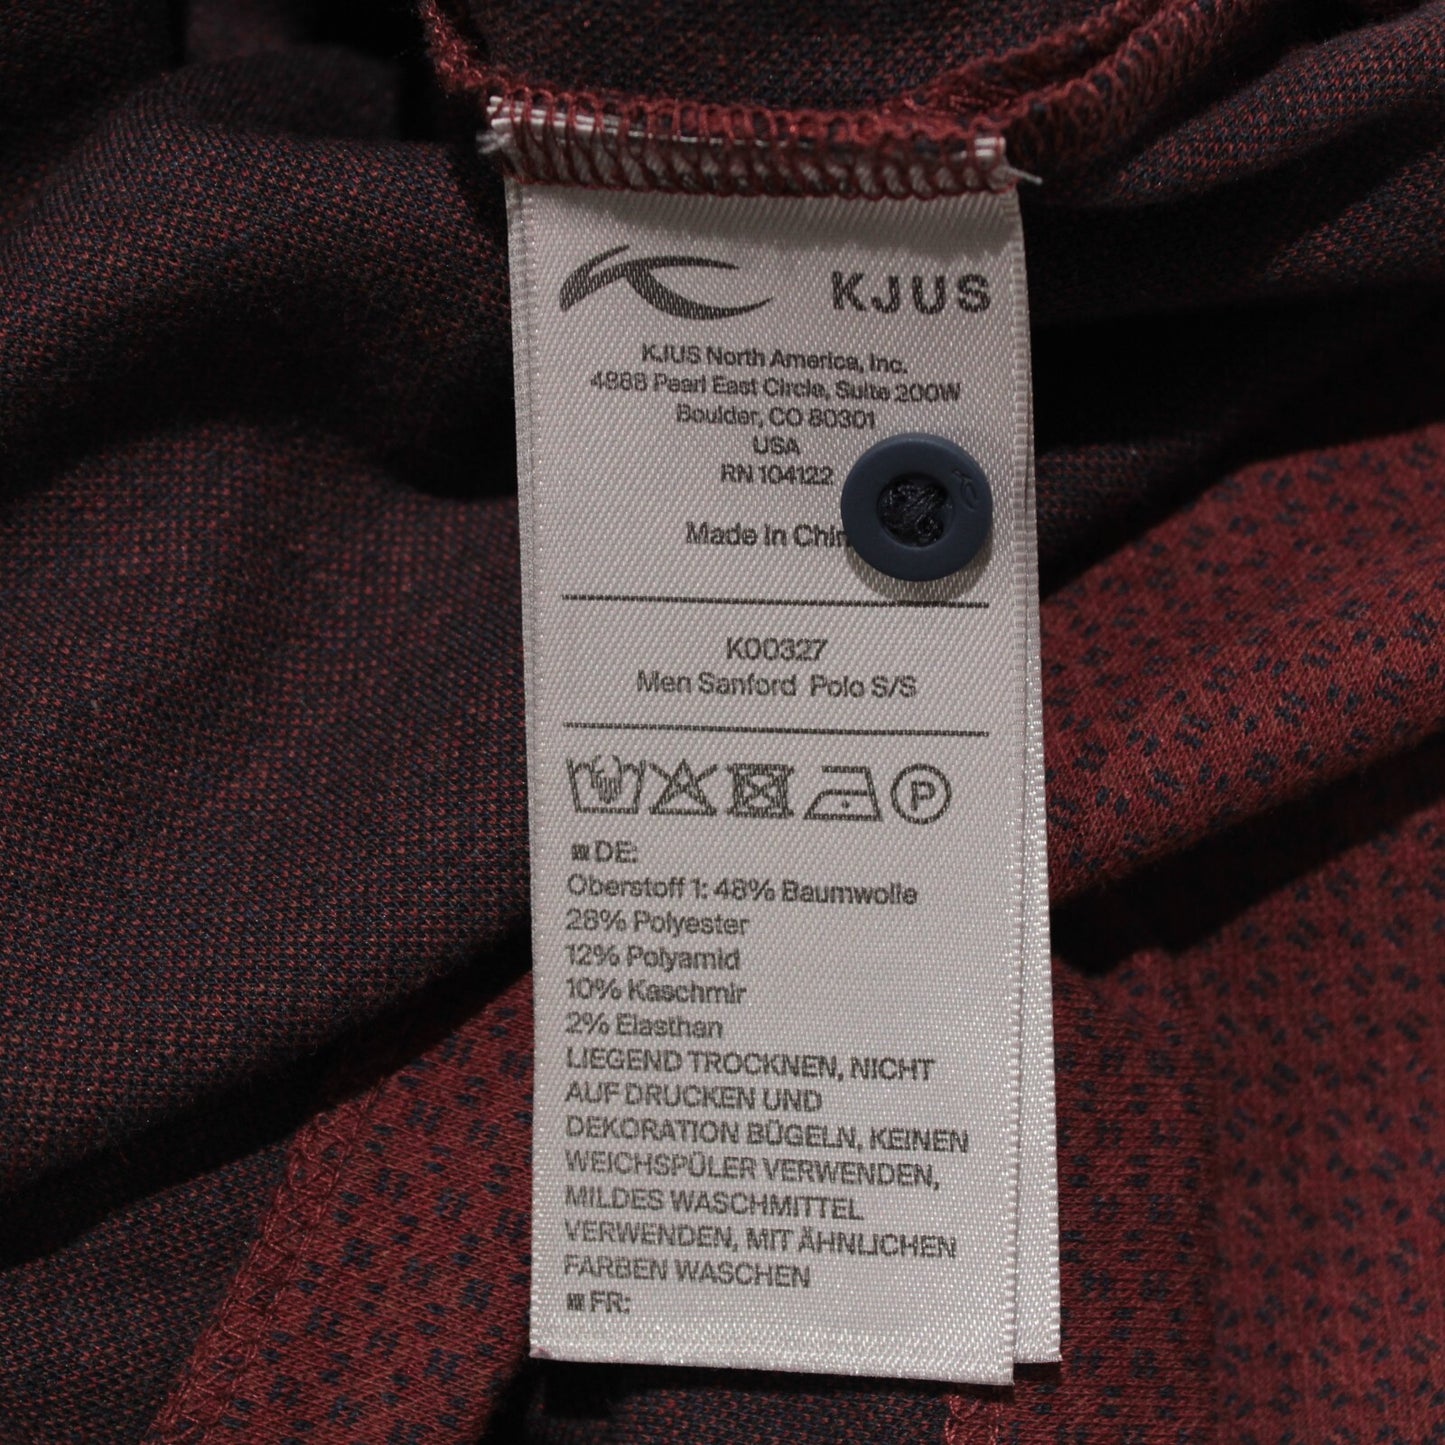 KJUS
KJUS North America, Inc.
4888 Pearl East Circle, Suite 200W
Boulder, CO 80301
USA
RN 104122
Made in Chin
K00327
Men Sanford Polo S/S
P
DE:
Oberstoff 1: 48% Baumwolle
28% Polyester
12% Polyamid
10% Kaschmir
2% Elasthan
LIEGEND TROCKNEN, NICHT
AUF DRUCKEN UND
DEKORATION BÜGELN, KEINEN
WEICHSPÜLER VERWENDEN,
MILDES WASCHMITTEL
VERWENDEN, MIT ÄHNLICHEN
FARBEN WASCHEN
FR: